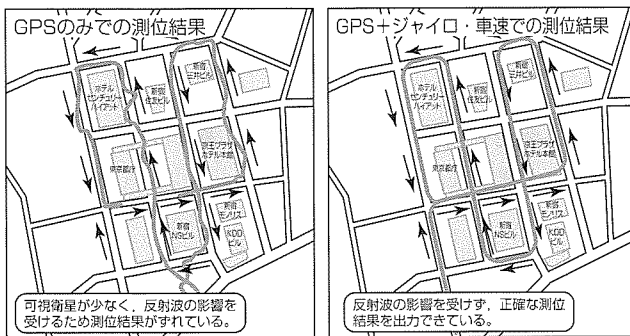 GPSのみでの測位結果
ホテル
センチュリー
ハイアット
新宿
住友ビル
新宿
三井ビル
東京都庁
京王プラザ
ホテル本館
新宿
NSビル
新宿
モノリス
KDD
ビル
可視衛星が少なく，反射波の影響を
受けるため測位結果がずれている。
GPS＋ジャイロ・車速での測位結果
ホテル
センチュリー
ハイアット
新宿
住友ビル
新宿
三井ビル
東京都庁
京王プラザ
ホテル本館
新宿
NSビル
新宿
モノリス
KDD
ビル
反射波の影響を受けず，正確な測位
結果を出力できている。